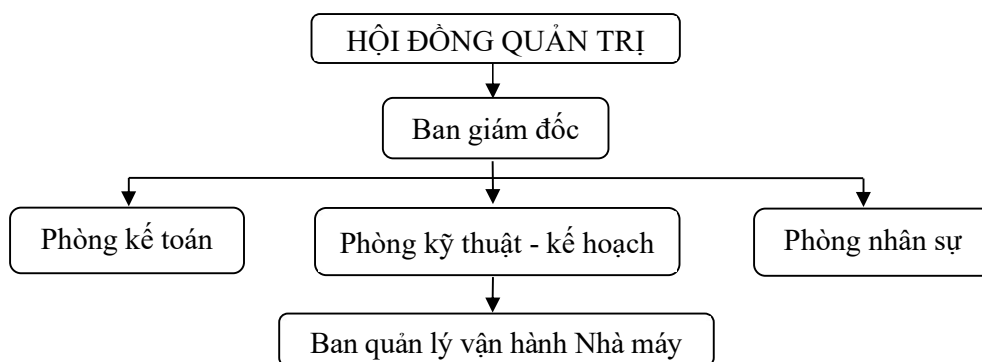 HỘI ĐỒNG QUẢN TRỊ
Ban giám đốc
Phòng kế toán
Phòng kỹ thuật - kế hoạch
Phòng nhân sự
Ban quản lý vận hành Nhà máy